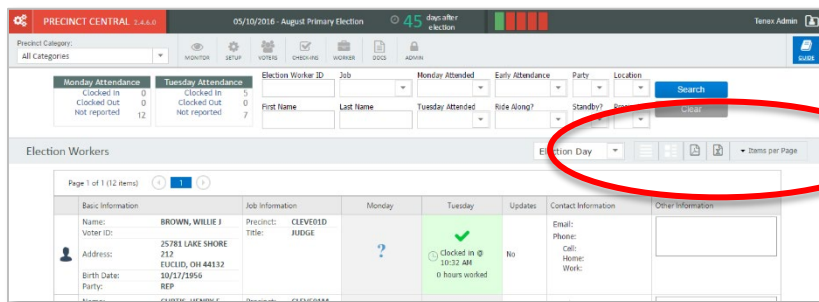 PRECINCT CENTRAL 2.4.6.0
05/10/2016 - August Primary Election
45 days after election
Tenex Admin
Precinct Category:
All Categories
MONITOR SETUP VOTERS CHECK-INS WORKER DOCS ADMIN
GUIDE
Monday Attendance
Clocked In 0
Clocked Out 0
Not reported 12
Tuesday Attendance
Clocked In 5
Clocked Out 0
Not reported 7
Election Worker ID Job Monday Attended Early Attendance Party Location
Search
First Name Last Name Tuesday Attended Ride Along? Standby?
Clear
Election Workers
Election Day
Items per Page
Page 1 of 1 (12 items) 1
Basic Information Job Information Monday Tuesday Updates Contact Information Other Information
Name: BROWN, WILLIE J
Voter ID:
Address: 25781 LAKE SHORE
212
EUCLID, OH 44132
Birth Date: 10/17/1956
Party: REP
Precinct: CLEVE01D
Title: JUDGE
?
Clocked in @
10:32 AM
0 hours worked
No
Email:
Phone:
Cell:
Home:
Work: